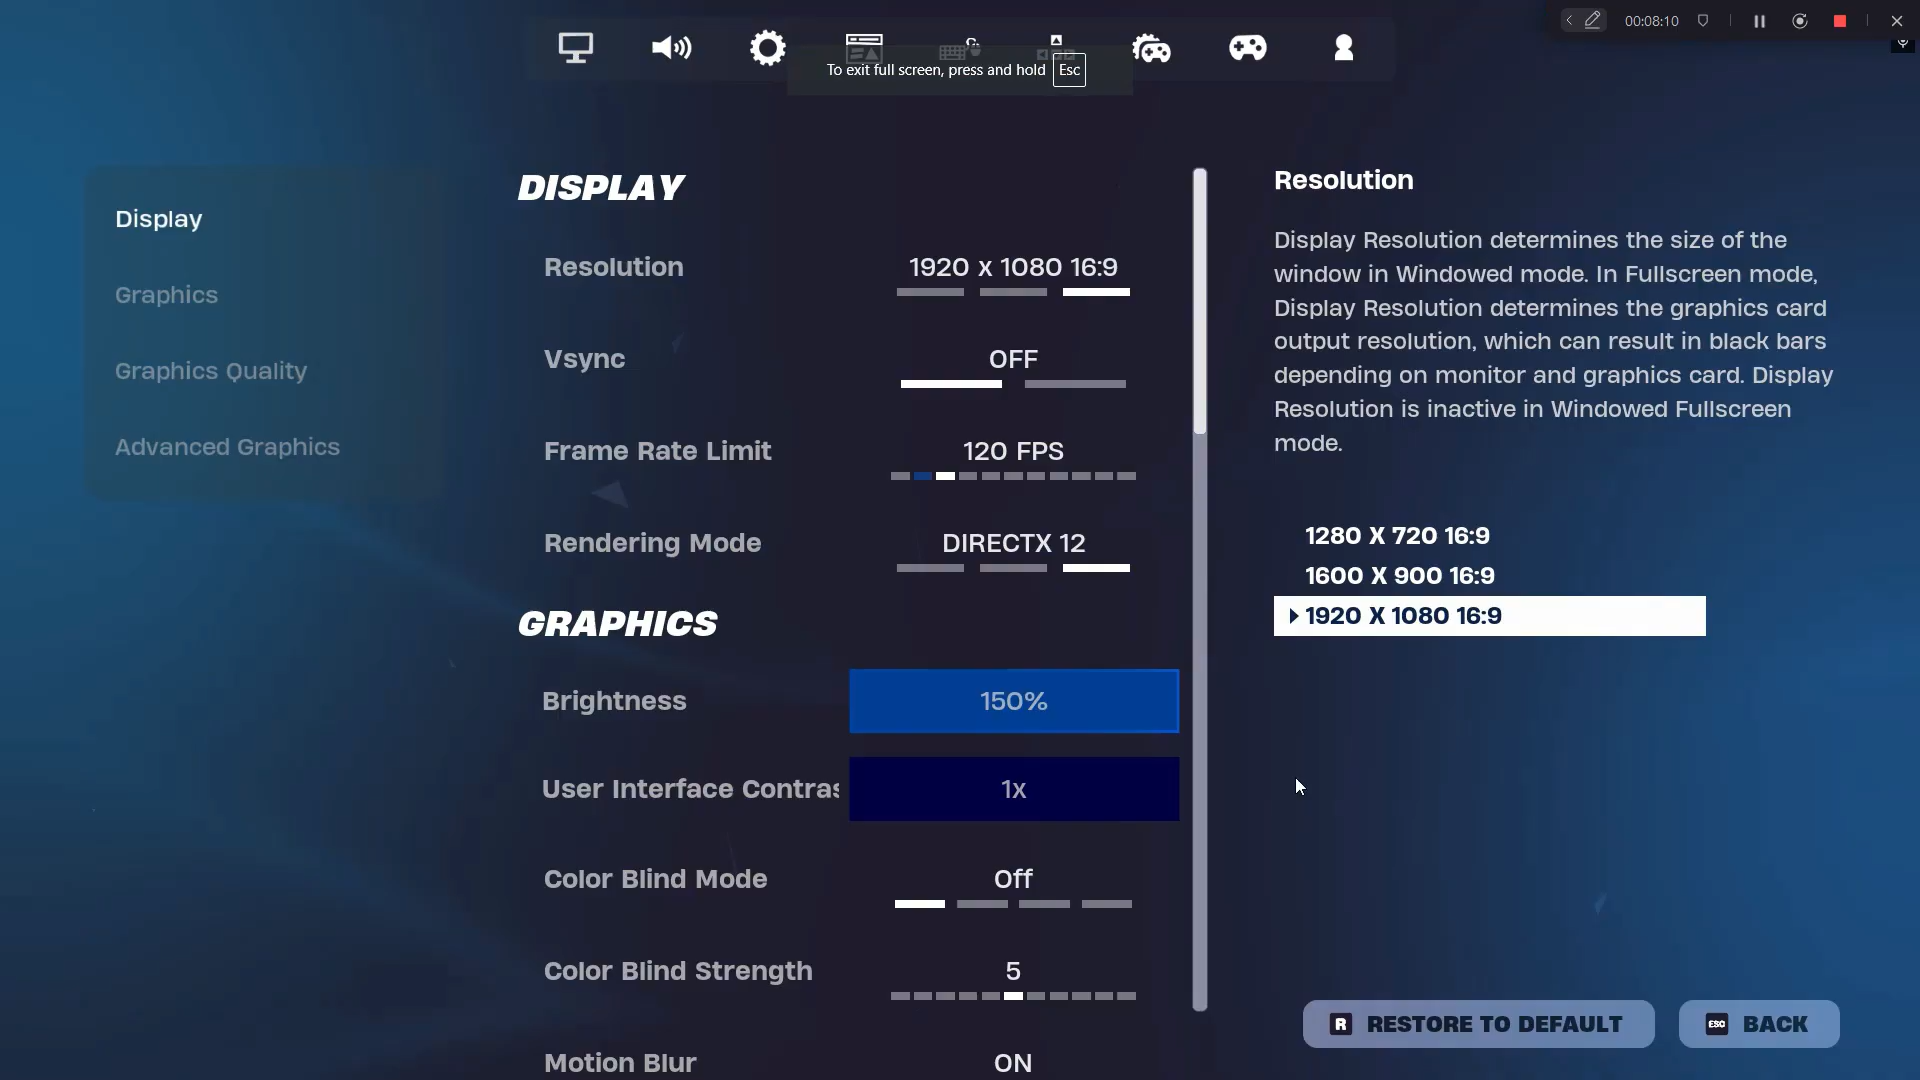 00:08:10
To exit full screen, press and hold Esc
Display
Graphics
Graphics Quality
Advanced Graphics
DISPLAY
Resolution
1920 x 1080 16:9
Vsync
OFF
Frame Rate Limit
120 FPS
Rendering Mode
DIRECTX 12
GRAPHICS
Brightness
150%
User Interface Contras
1x
Color Blind Mode
Off
Color Blind Strength
5
Motion Blur
ON
Resolution
Display Resolution determines the size of the
window in Windowed mode. In Fullscreen mode,
Display Resolution determines the graphics card
output resolution, which can result in black bars
depending on monitor and graphics card. Display
Resolution is inactive in Windowed Fullscreen
mode.
1280 X 720 16:9
1600 X 900 16:9
1920 X 1080 16:9
R RESTORE TO DEFAULT
ESC BACK